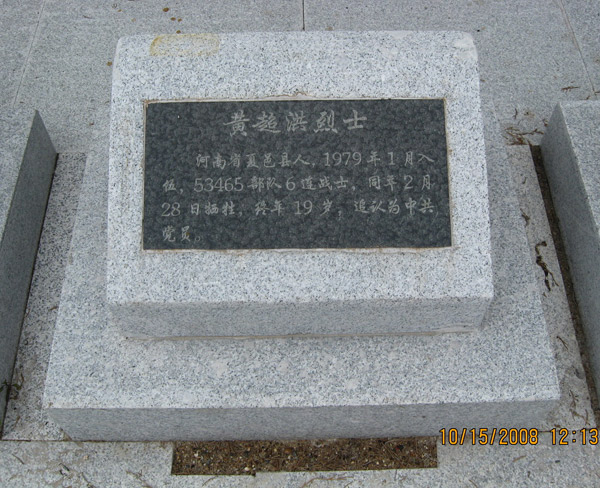 黄超洪烈士
河南省夏邑县人，1979年1月入
伍，53465部队6连战士，同年2月
28日牺牲，终年19岁，追认为中共
党员。
10/15/2008 12:13